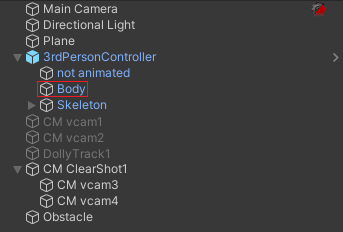 Main Camera
Directional Light
Plane
3rdPersonController
not animated
Body
Skeleton
CM vcam1
CM vcam2
DollyTrack1
CM ClearShot1
CM vcam3
CM vcam4
Obstacle